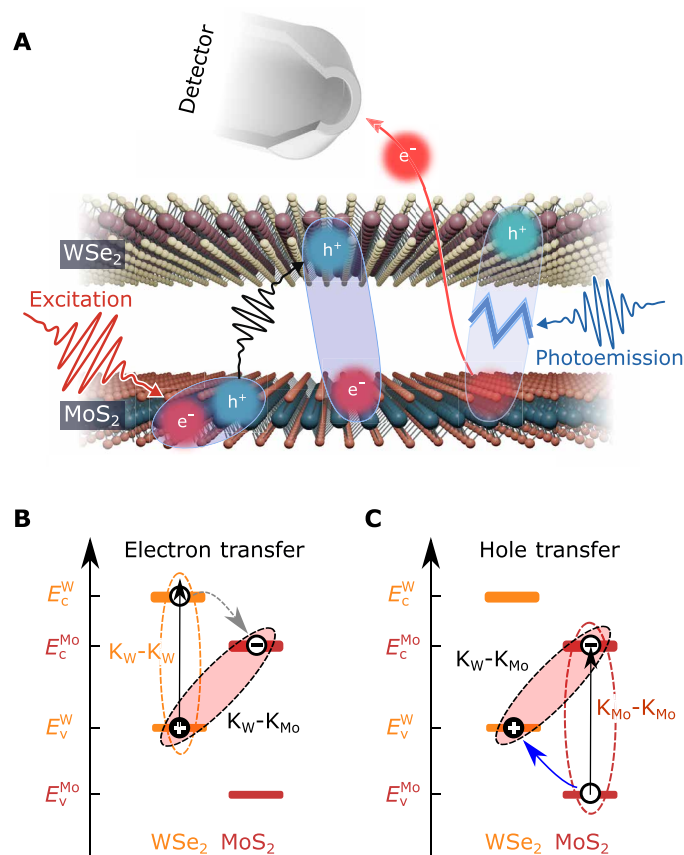 A
Detector
e⁻
WSe₂
h⁺
h⁺
Excitation
Photoemission
MoS₂
e⁻
h⁺
e⁻
B
Electron transfer
E_c^W
K_W–K_W
E_c^Mo
K_W–K_Mo
E_v^W
E_v^Mo
WSe₂ MoS₂
C
Hole transfer
E_c^W
K_W–K_Mo
E_c^Mo
K_Mo–K_Mo
E_v^W
E_v^Mo
WSe₂ MoS₂